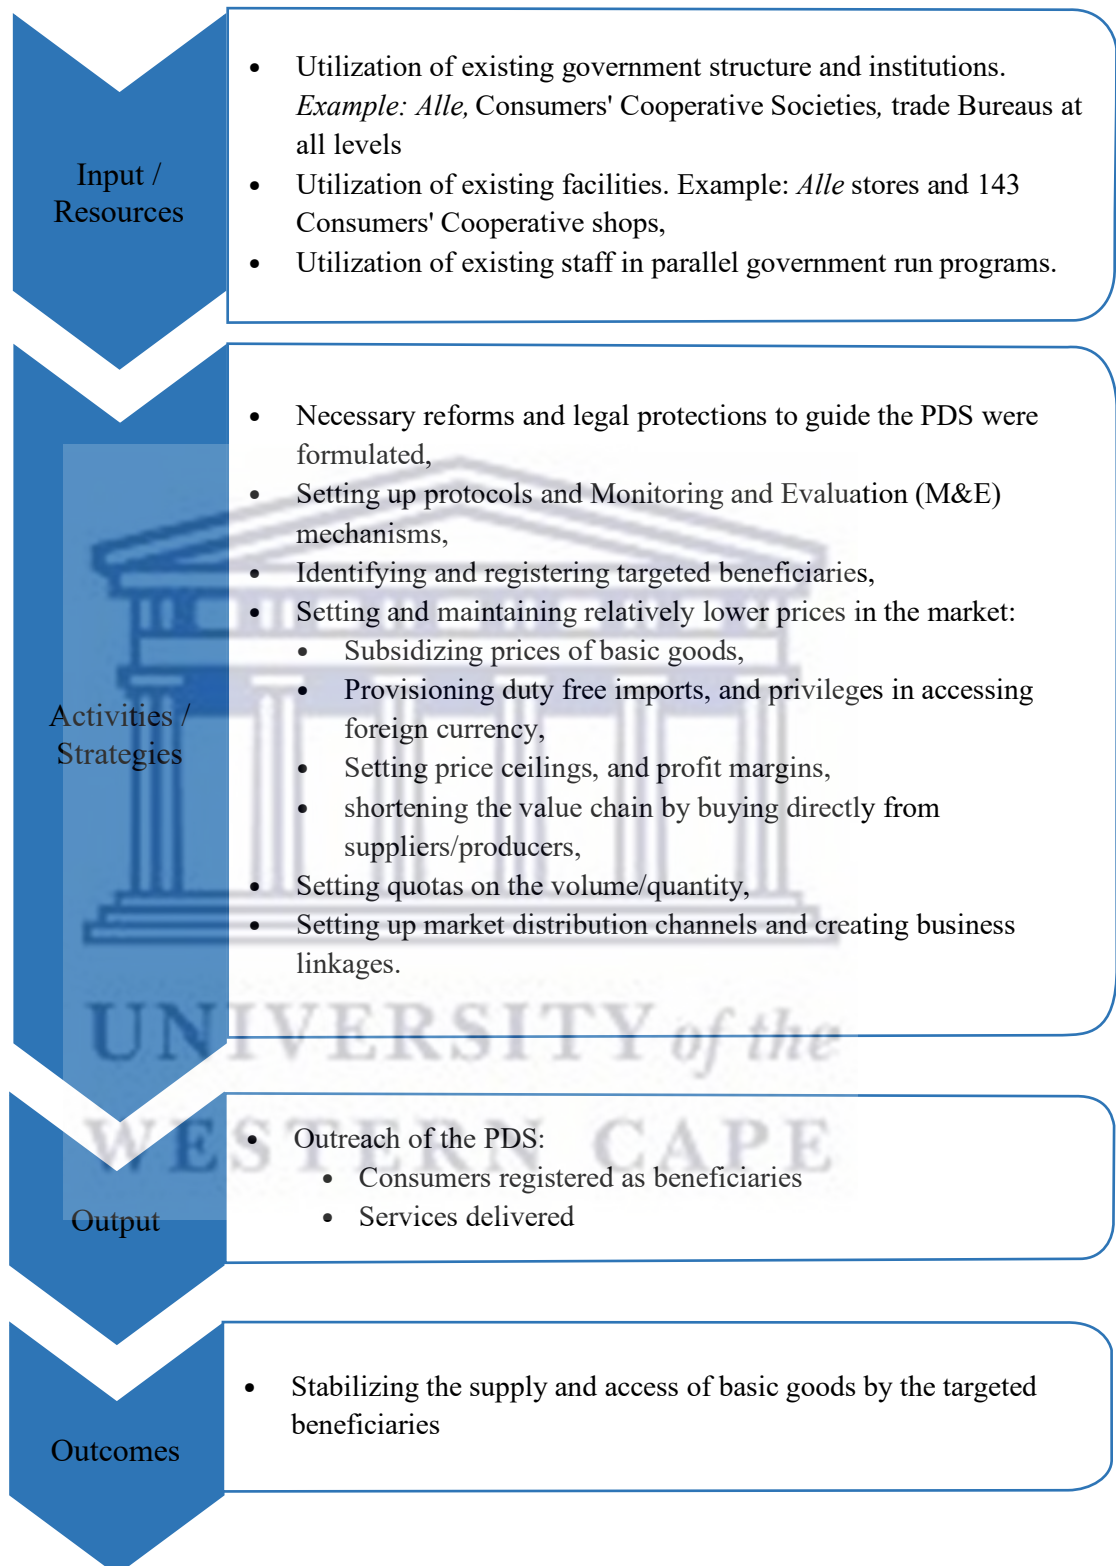 Input /
Resources
• Utilization of existing government structure and institutions.
Example: Alle, Consumers' Cooperative Societies, trade Bureaus at
all levels
• Utilization of existing facilities. Example: Alle stores and 143
Consumers' Cooperative shops,
• Utilization of existing staff in parallel government run programs.
Activities /
Strategies
• Necessary reforms and legal protections to guide the PDS were
formulated,
• Setting up protocols and Monitoring and Evaluation (M&E)
mechanisms,
• Identifying and registering targeted beneficiaries,
• Setting and maintaining relatively lower prices in the market:
• Subsidizing prices of basic goods,
• Provisioning duty free imports, and privileges in accessing
foreign currency,
• Setting price ceilings, and profit margins,
• shortening the value chain by buying directly from
suppliers/producers,
• Setting quotas on the volume/quantity,
• Setting up market distribution channels and creating business
linkages.
UNIVERSITY of the
WESTERN CAPE
Output
• Outreach of the PDS:
• Consumers registered as beneficiaries
• Services delivered
Outcomes
• Stabilizing the supply and access of basic goods by the targeted
beneficiaries